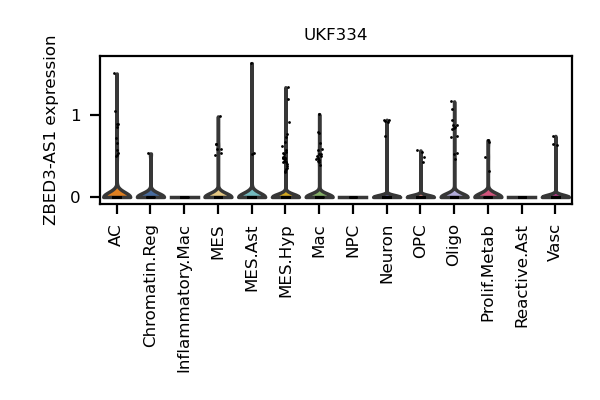 UKF334
ZBED3-AS1 expression
1
0
AC
Chromatin.Reg
Inflammatory.Mac
MES
MES.Ast
MES.Hyp
Mac
NPC
Neuron
OPC
Oligo
Prolif.Metab
Reactive.Ast
Vasc